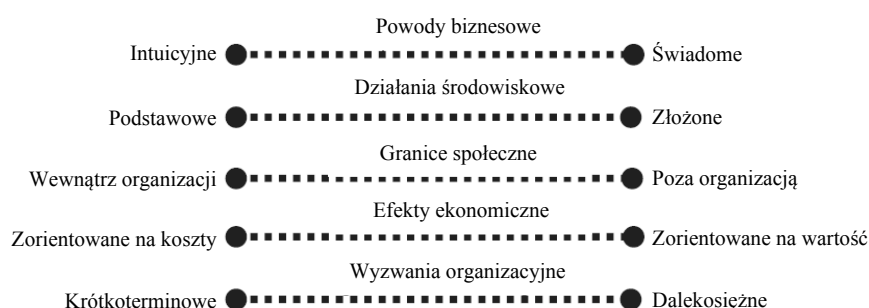 Powody biznesowe
Intuicyjne Świadome
Działania środowiskowe
Podstawowe Złożone
Granice społeczne
Wewnątrz organizacji Poza organizacją
Efekty ekonomiczne
Zorientowane na koszty Zorientowane na wartość
Wyzwania organizacyjne
Krótkoterminowe Dalekosiężne